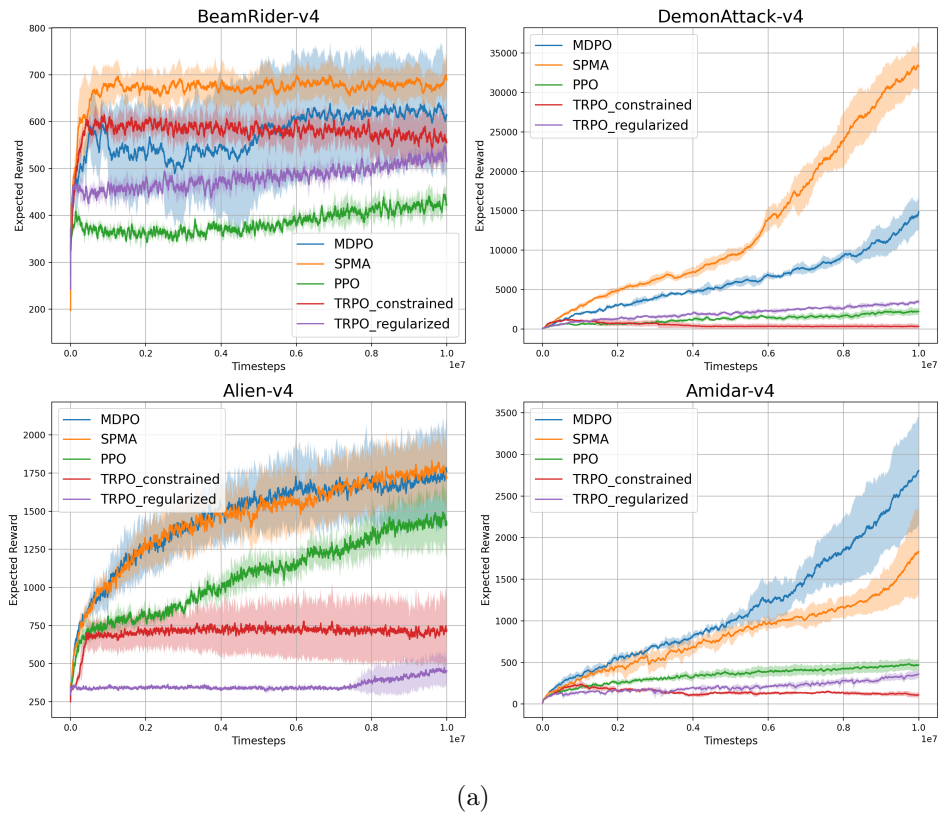 BeamRider-v4
800
700
600
500
400
300
200
Expected Reward
MDPO
SPMA
PPO
TRPO_constrained
TRPO_regularized
0.0 0.2 0.4 0.6 0.8 1.0
1e7
Timesteps
DemonAttack-v4
35000
30000
25000
20000
15000
10000
5000
0
Expected Reward
MDPO
SPMA
PPO
TRPO_constrained
TRPO_regularized
0.0 0.2 0.4 0.6 0.8 1.0
1e7
Timesteps
Alien-v4
2000
1750
1500
1250
1000
750
500
250
Expected Reward
MDPO
SPMA
PPO
TRPO_constrained
TRPO_regularized
0.0 0.2 0.4 0.6 0.8 1.0
1e7
Timesteps
Amidar-v4
3500
3000
2500
2000
1500
1000
500
0
Expected Reward
MDPO
SPMA
PPO
TRPO_constrained
TRPO_regularized
0.0 0.2 0.4 0.6 0.8 1.0
1e7
Timesteps
(a)